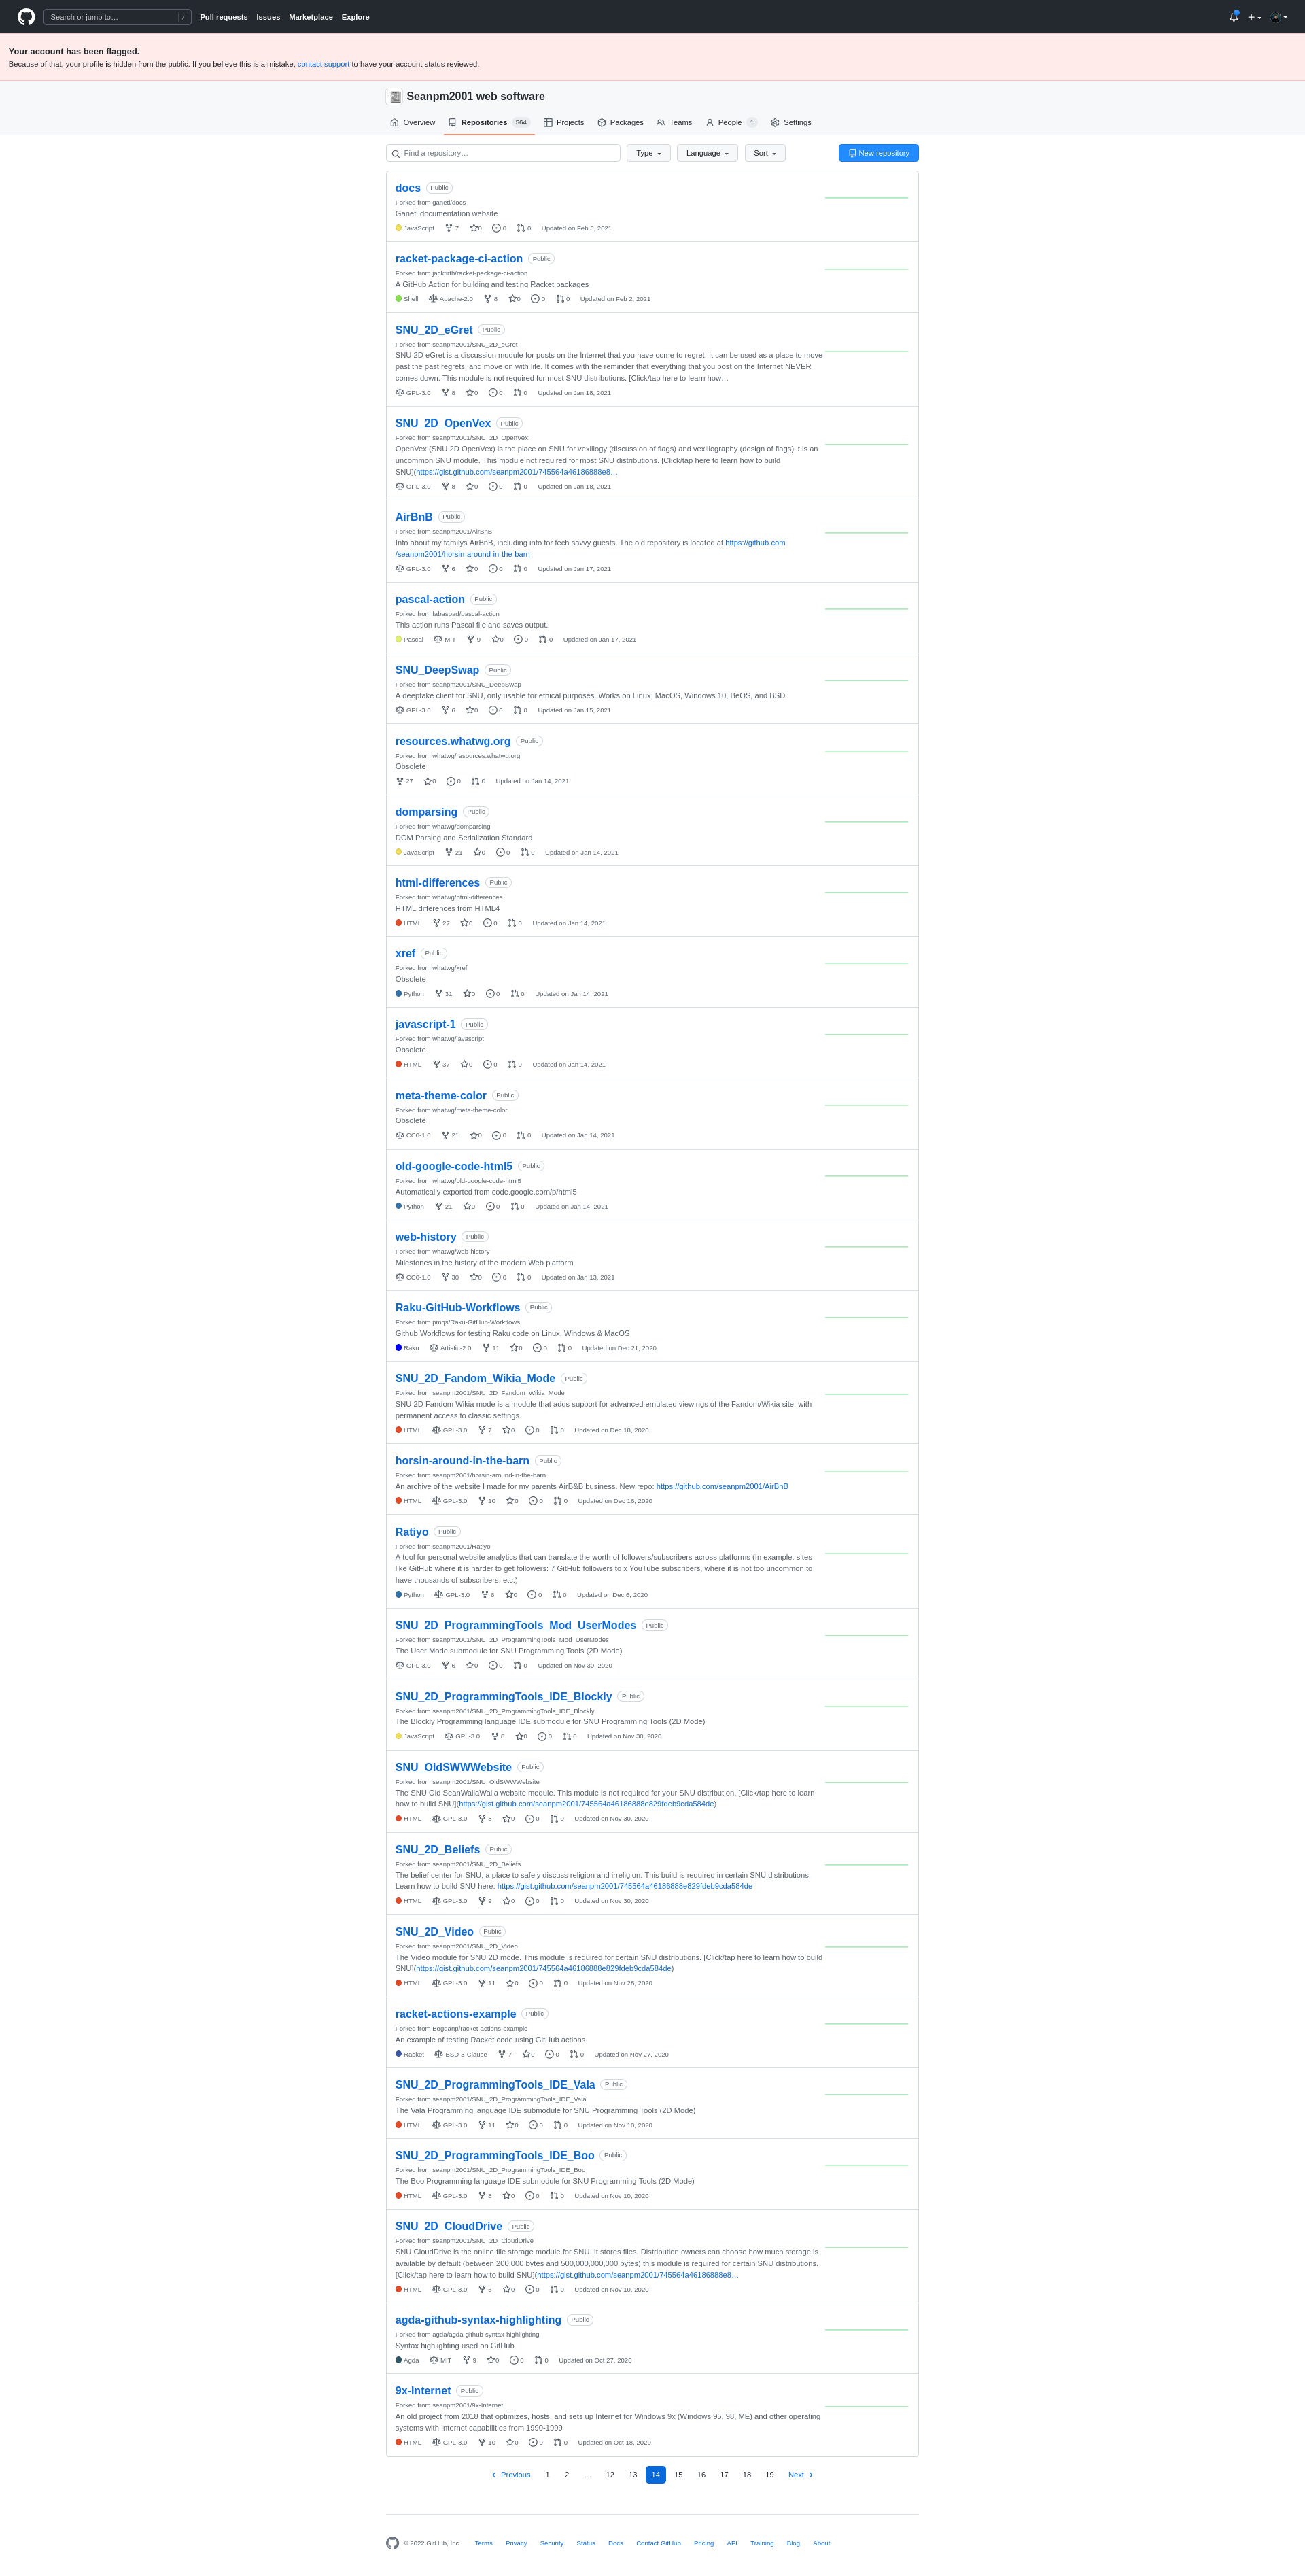 Search or jump to… /
Pull requests Issues Marketplace Explore
Your account has been flagged.
Because of that, your profile is hidden from the public. If you believe this is a mistake, contact support to have your account status reviewed.
Seanpm2001 web software
Overview Repositories 564 Projects Packages Teams People 1 Settings
Find a repository… Type Language Sort New repository
docs Public
Forked from ganeti/docs
Ganeti documentation website
JavaScript 7 0 0 0 Updated on Feb 3, 2021
racket-package-ci-action Public
Forked from jackfirth/racket-package-ci-action
A GitHub Action for building and testing Racket packages
Shell Apache-2.0 8 0 0 0 Updated on Feb 2, 2021
SNU_2D_eGret Public
Forked from seanpm2001/SNU_2D_eGret
SNU 2D eGret is a discussion module for posts on the Internet that you have come to regret. It can be used as a place to move
past the past regrets, and move on with life. It comes with the reminder that everything that you post on the Internet NEVER
comes down. This module is not required for most SNU distributions. [Click/tap here to learn how…
GPL-3.0 8 0 0 0 Updated on Jan 18, 2021
SNU_2D_OpenVex Public
Forked from seanpm2001/SNU_2D_OpenVex
OpenVex (SNU 2D OpenVex) is the place on SNU for vexillogy (discussion of flags) and vexillography (design of flags) it is an
uncommon SNU module. This module not required for most SNU distributions. [Click/tap here to learn how to build
SNU](https://gist.github.com/seanpm2001/745564a46186888e8…
GPL-3.0 8 0 0 0 Updated on Jan 18, 2021
AirBnB Public
Forked from seanpm2001/AirBnB
Info about my familys AirBnB, including info for tech savvy guests. The old repository is located at https://github.com
/seanpm2001/horsin-around-in-the-barn
GPL-3.0 6 0 0 0 Updated on Jan 17, 2021
pascal-action Public
Forked from fabasoad/pascal-action
This action runs Pascal file and saves output.
Pascal MIT 9 0 0 0 Updated on Jan 17, 2021
SNU_DeepSwap Public
Forked from seanpm2001/SNU_DeepSwap
A deepfake client for SNU, only usable for ethical purposes. Works on Linux, MacOS, Windows 10, BeOS, and BSD.
GPL-3.0 6 0 0 0 Updated on Jan 15, 2021
resources.whatwg.org Public
Forked from whatwg/resources.whatwg.org
Obsolete
27 0 0 0 Updated on Jan 14, 2021
domparsing Public
Forked from whatwg/domparsing
DOM Parsing and Serialization Standard
JavaScript 21 0 0 0 Updated on Jan 14, 2021
html-differences Public
Forked from whatwg/html-differences
HTML differences from HTML4
HTML 27 0 0 0 Updated on Jan 14, 2021
xref Public
Forked from whatwg/xref
Obsolete
Python 31 0 0 0 Updated on Jan 14, 2021
javascript-1 Public
Forked from whatwg/javascript
Obsolete
HTML 37 0 0 0 Updated on Jan 14, 2021
meta-theme-color Public
Forked from whatwg/meta-theme-color
Obsolete
CC0-1.0 21 0 0 0 Updated on Jan 14, 2021
old-google-code-html5 Public
Forked from whatwg/old-google-code-html5
Automatically exported from code.google.com/p/html5
Python 21 0 0 0 Updated on Jan 14, 2021
web-history Public
Forked from whatwg/web-history
Milestones in the history of the modern Web platform
CC0-1.0 30 0 0 0 Updated on Jan 13, 2021
Raku-GitHub-Workflows Public
Forked from pmqs/Raku-GitHub-Workflows
Github Workflows for testing Raku code on Linux, Windows & MacOS
Raku Artistic-2.0 11 0 0 0 Updated on Dec 21, 2020
SNU_2D_Fandom_Wikia_Mode Public
Forked from seanpm2001/SNU_2D_Fandom_Wikia_Mode
SNU 2D Fandom Wikia mode is a module that adds support for advanced emulated viewings of the Fandom/Wikia site, with
permanent access to classic settings.
HTML GPL-3.0 7 0 0 0 Updated on Dec 18, 2020
horsin-around-in-the-barn Public
Forked from seanpm2001/horsin-around-in-the-barn
An archive of the website I made for my parents AirB&B business. New repo: https://github.com/seanpm2001/AirBnB
HTML GPL-3.0 10 0 0 0 Updated on Dec 16, 2020
Ratiyo Public
Forked from seanpm2001/Ratiyo
A tool for personal website analytics that can translate the worth of followers/subscribers across platforms (In example: sites
like GitHub where it is harder to get followers: 7 GitHub followers to x YouTube subscribers, where it is not too uncommon to
have thousands of subscribers, etc.)
Python GPL-3.0 6 0 0 0 Updated on Dec 6, 2020
SNU_2D_ProgrammingTools_Mod_UserModes Public
Forked from seanpm2001/SNU_2D_ProgrammingTools_Mod_UserModes
The User Mode submodule for SNU Programming Tools (2D Mode)
GPL-3.0 6 0 0 0 Updated on Nov 30, 2020
SNU_2D_ProgrammingTools_IDE_Blockly Public
Forked from seanpm2001/SNU_2D_ProgrammingTools_IDE_Blockly
The Blockly Programming language IDE submodule for SNU Programming Tools (2D Mode)
JavaScript GPL-3.0 8 0 0 0 Updated on Nov 30, 2020
SNU_OldSWWWebsite Public
Forked from seanpm2001/SNU_OldSWWWebsite
The SNU Old SeanWallaWalla website module. This module is not required for your SNU distribution. [Click/tap here to learn
how to build SNU](https://gist.github.com/seanpm2001/745564a46186888e829fdeb9cda584de)
HTML GPL-3.0 8 0 0 0 Updated on Nov 30, 2020
SNU_2D_Beliefs Public
Forked from seanpm2001/SNU_2D_Beliefs
The belief center for SNU, a place to safely discuss religion and irreligion. This build is required in certain SNU distributions.
Learn how to build SNU here: https://gist.github.com/seanpm2001/745564a46186888e829fdeb9cda584de
HTML GPL-3.0 9 0 0 0 Updated on Nov 30, 2020
SNU_2D_Video Public
Forked from seanpm2001/SNU_2D_Video
The Video module for SNU 2D mode. This module is required for certain SNU distributions. [Click/tap here to learn how to build
SNU](https://gist.github.com/seanpm2001/745564a46186888e829fdeb9cda584de)
HTML GPL-3.0 11 0 0 0 Updated on Nov 28, 2020
racket-actions-example Public
Forked from Bogdanp/racket-actions-example
An example of testing Racket code using GitHub actions.
Racket BSD-3-Clause 7 0 0 0 Updated on Nov 27, 2020
SNU_2D_ProgrammingTools_IDE_Vala Public
Forked from seanpm2001/SNU_2D_ProgrammingTools_IDE_Vala
The Vala Programming language IDE submodule for SNU Programming Tools (2D Mode)
HTML GPL-3.0 11 0 0 0 Updated on Nov 10, 2020
SNU_2D_ProgrammingTools_IDE_Boo Public
Forked from seanpm2001/SNU_2D_ProgrammingTools_IDE_Boo
The Boo Programming language IDE submodule for SNU Programming Tools (2D Mode)
HTML GPL-3.0 8 0 0 0 Updated on Nov 10, 2020
SNU_2D_CloudDrive Public
Forked from seanpm2001/SNU_2D_CloudDrive
SNU CloudDrive is the online file storage module for SNU. It stores files. Distribution owners can choose how much storage is
available by default (between 200,000 bytes and 500,000,000,000 bytes) this module is required for certain SNU distributions.
[Click/tap here to learn how to build SNU](https://gist.github.com/seanpm2001/745564a46186888e8…
HTML GPL-3.0 6 0 0 0 Updated on Nov 10, 2020
agda-github-syntax-highlighting Public
Forked from agda/agda-github-syntax-highlighting
Syntax highlighting used on GitHub
Agda MIT 9 0 0 0 Updated on Oct 27, 2020
9x-Internet Public
Forked from seanpm2001/9x-Internet
An old project from 2018 that optimizes, hosts, and sets up Internet for Windows 9x (Windows 95, 98, ME) and other operating
systems with Internet capabilities from 1990-1999
HTML GPL-3.0 10 0 0 0 Updated on Oct 18, 2020
Previous 1 2 … 12 13 14 15 16 17 18 19 Next
© 2022 GitHub, Inc. Terms Privacy Security Status Docs Contact GitHub Pricing API Training Blog About